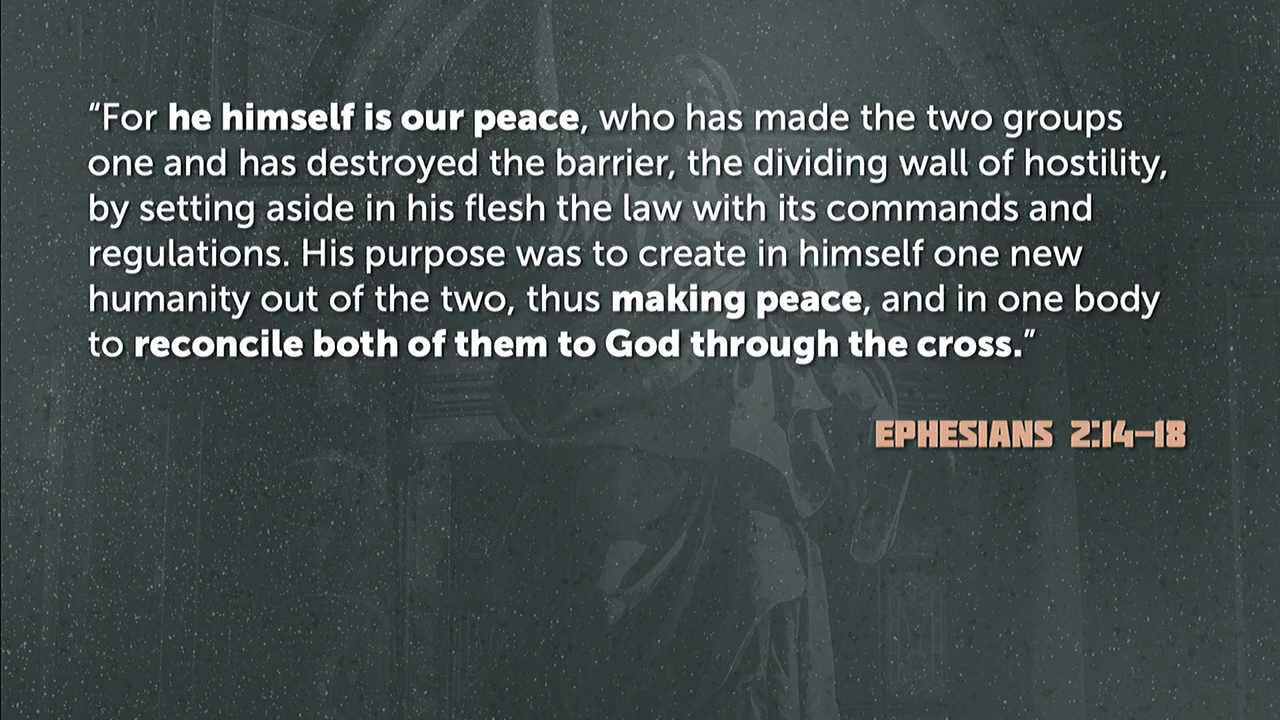 “For he himself is our peace, who has made the two groups
one and has destroyed the barrier, the dividing wall of hostility,
by setting aside in his flesh the law with its commands and
regulations. His purpose was to create in himself one new
humanity out of the two, thus making peace, and in one body
to reconcile both of them to God through the cross.”
EPHESIANS 2:14–18